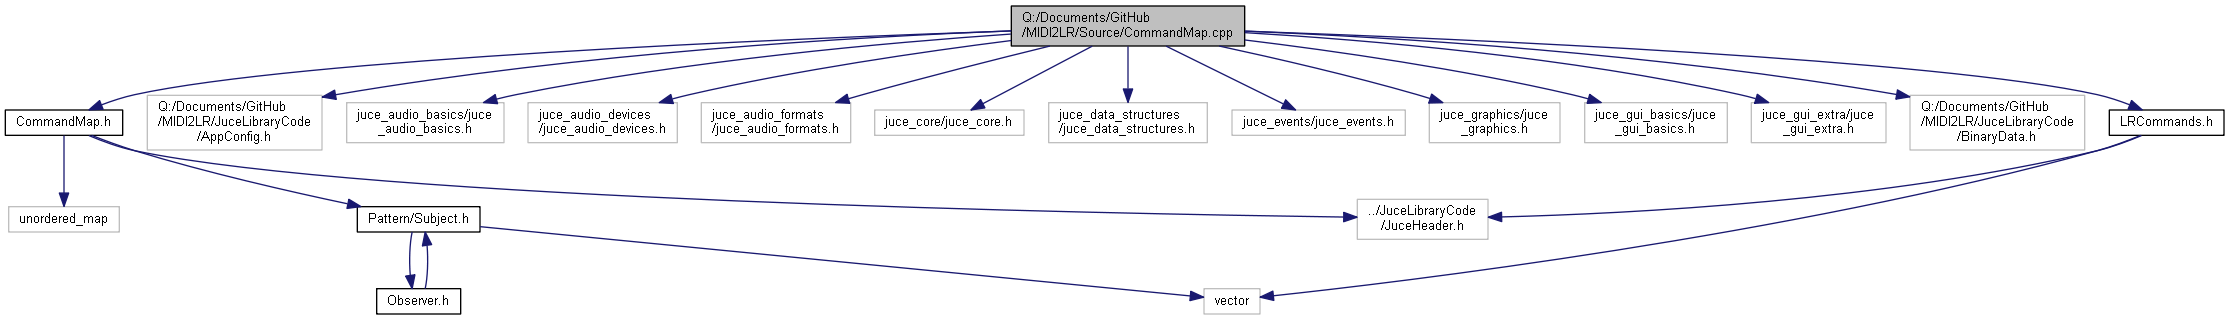 Q:/Documents/GitHub
/MIDI2LR/Source/CommandMap.cpp
CommandMap.h
Q:/Documents/GitHub
/MIDI2LR/JuceLibraryCode
/AppConfig.h
juce_audio_basics/juce
_audio_basics.h
juce_audio_devices
/juce_audio_devices.h
juce_audio_formats
/juce_audio_formats.h
juce_core/juce_core.h
juce_data_structures
/juce_data_structures.h
juce_events/juce_events.h
juce_graphics/juce
_graphics.h
juce_gui_basics/juce
_gui_basics.h
juce_gui_extra/juce
_gui_extra.h
Q:/Documents/GitHub
/MIDI2LR/JuceLibraryCode
/BinaryData.h
LRCommands.h
unordered_map
Pattern/Subject.h
../JuceLibraryCode
/JuceHeader.h
Observer.h
vector